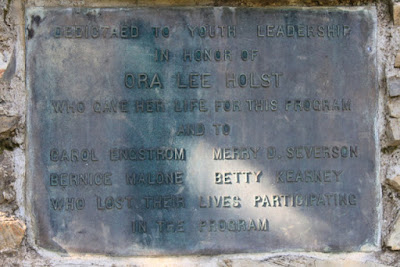 DEDICTAED TO YOUTH LEADERSHIP
IN HONOR OF
ORA LEE HOLST
WHO GAVE HER LIFE FOR THIS PROGRAM
AND TO
CAROL ENGSTROM MERRY D. SEVERSON
BERNICE MALONE BETTY KEARNEY
WHO LOST THEIR LIVES PARTICIPATING
IN THE PROGRAM